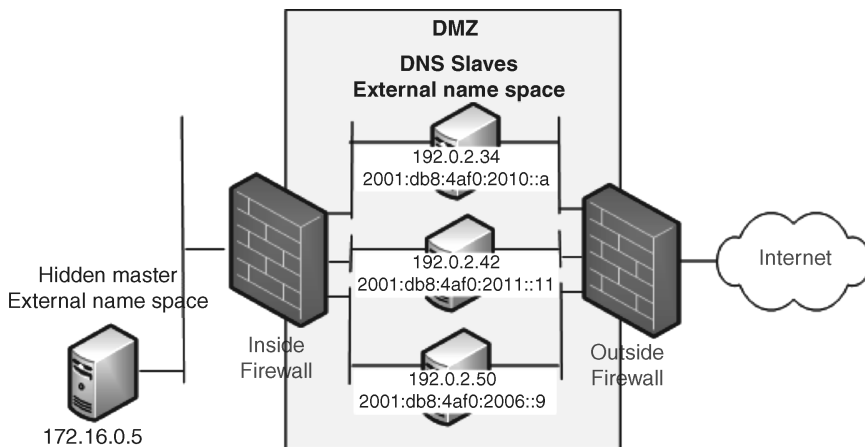 DMZ
DNS Slaves
External name space
192.0.2.34
2001:db8:4af0:2010::a
192.0.2.42
2001:db8:4af0:2011::11
192.0.2.50
2001:db8:4af0:2006::9
Hidden master
External name space
172.16.0.5
Inside
Firewall
Outside
Firewall
Internet